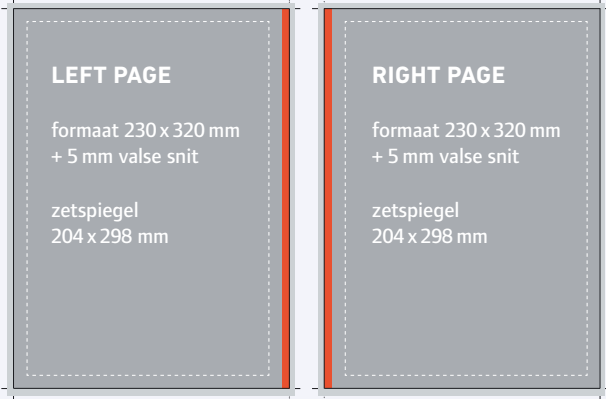 LEFT PAGE
formaat 230 x 320 mm
+ 5 mm valse snit
zetspiegel
204 x 298 mm
RIGHT PAGE
formaat 230 x 320 mm
+ 5 mm valse snit
zetspiegel
204 x 298 mm